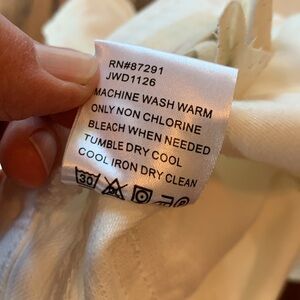 RN#87291
JWD1126
MACHINE WASH WARM
ONLY NON CHLORINE
BLEACH WHEN NEEDED
TUMBLE DRY COOL
COOL IRON DRY CLEAN
30